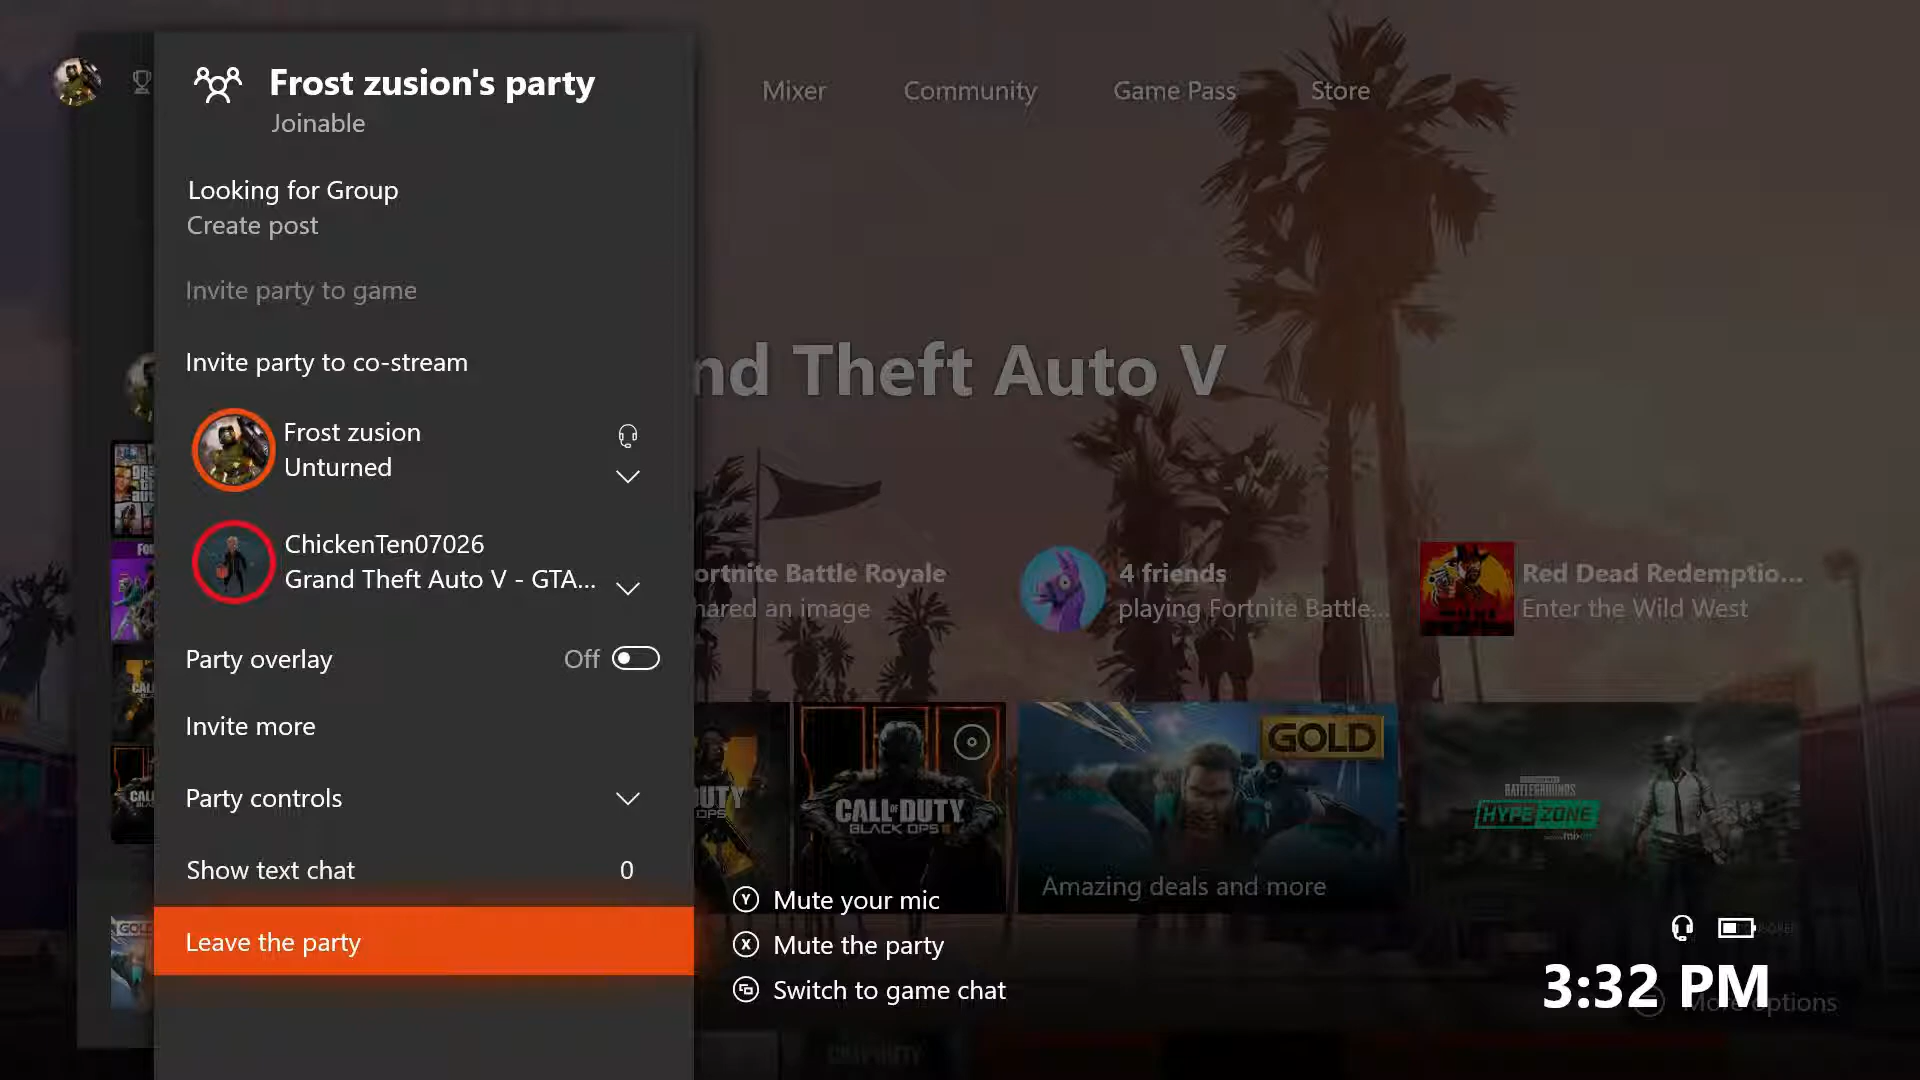 Frost zusion's party
Joinable
Mixer
Community
Game Pass
Store
Looking for Group
Create post
Invite party to game
Invite party to co-stream
nd Theft Auto V
Frost zusion
Unturned
ChickenTen07026
Grand Theft Auto V - GTA...
ortnite Battle Royale
hared an image
4 friends
playing Fortnite Battle...
Red Dead Redemptio...
Enter the Wild West
Party overlay
Off
Invite more
Party controls
Show text chat
0
Leave the party
CALL OF DUTY
BLACK OPS III
GOLD
Amazing deals and more
BATTLEGROUNDS
HYPE ZONE
Y Mute your mic
X Mute the party
Switch to game chat
3:32 PM
More options